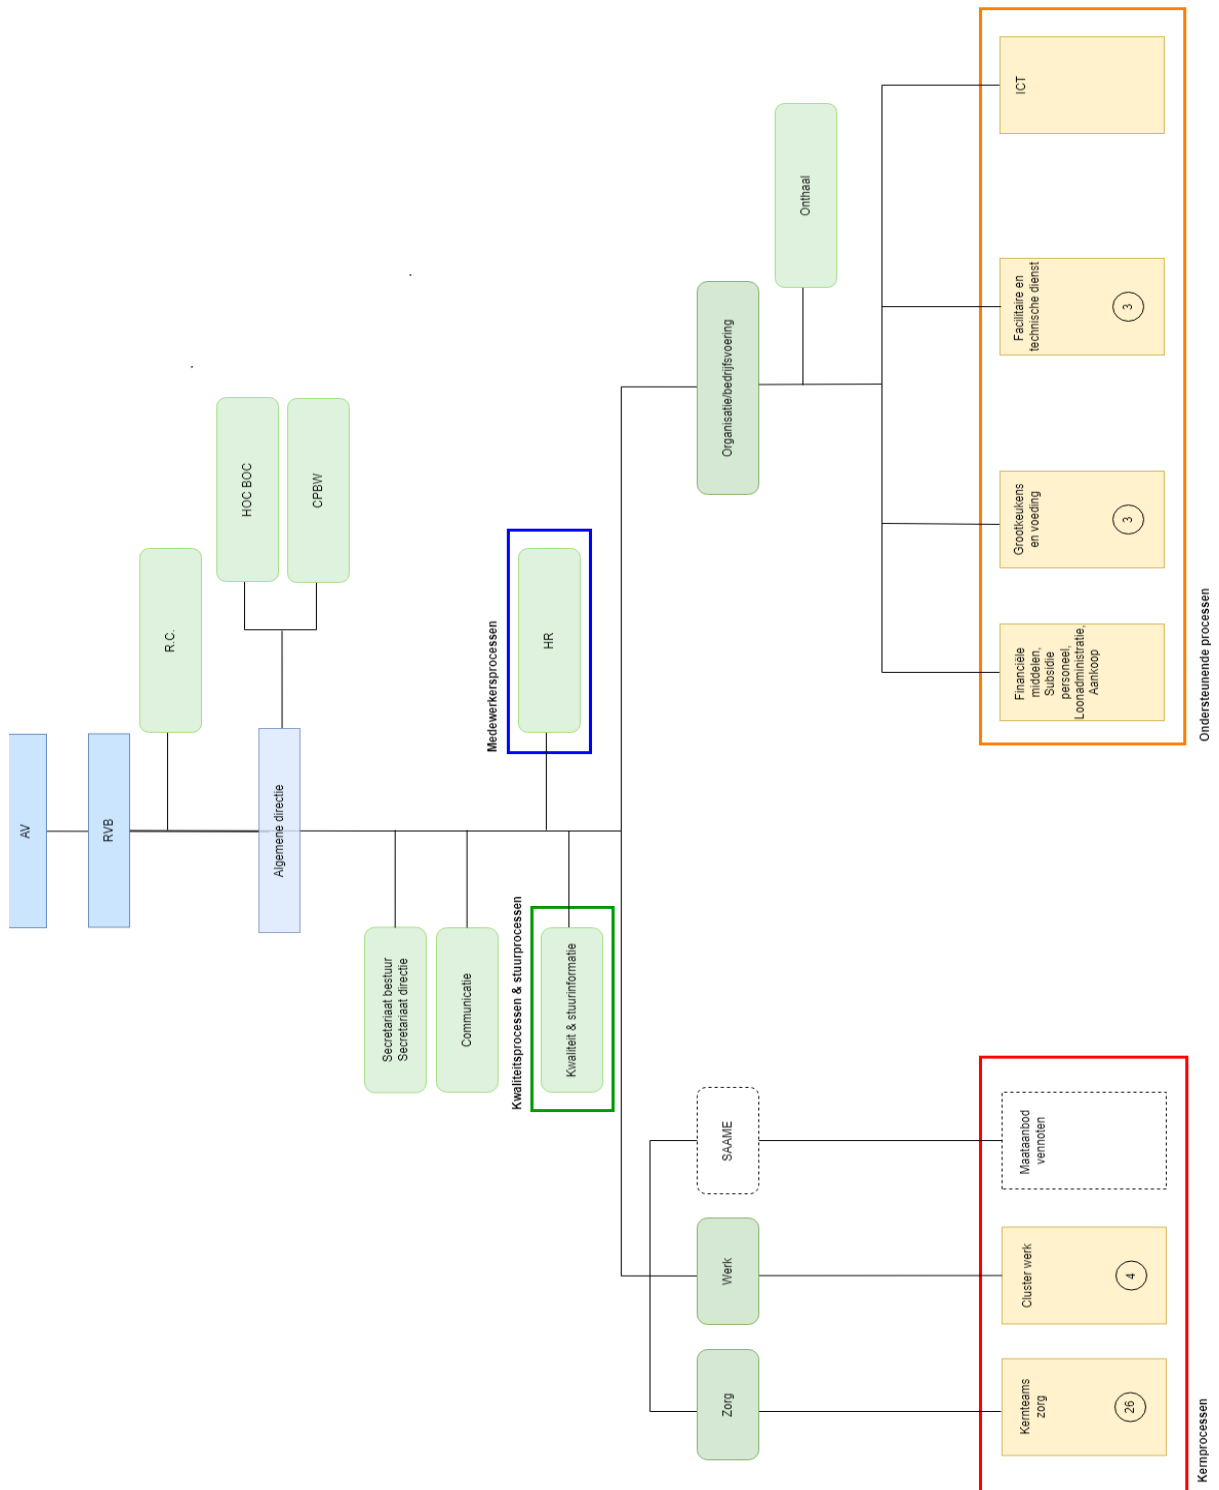 AV
RVB
R.C.
HOC BOC
CPBW
Algemene directie
Secretariaat bestuur
Secretariaat directie
Communicatie
Medewerkersprocessen
HR
Kwaliteitsprocessen & stuurprocessen
Kwaliteit & stuurinformatie
Zorg
Werk
SAAME
Organisatie/bedrijfsvoering
Onthaal
Kernteams
zorg
26
Cluster werk
4
Maataanbod
vennoten
Financiële
middelen,
Subsidie
personeel,
Loonadministratie,
Aankoop
Grootkeukens
en voeding
3
Facilitaire en
technische dienst
3
ICT
Kernprocessen
Ondersteunende processen